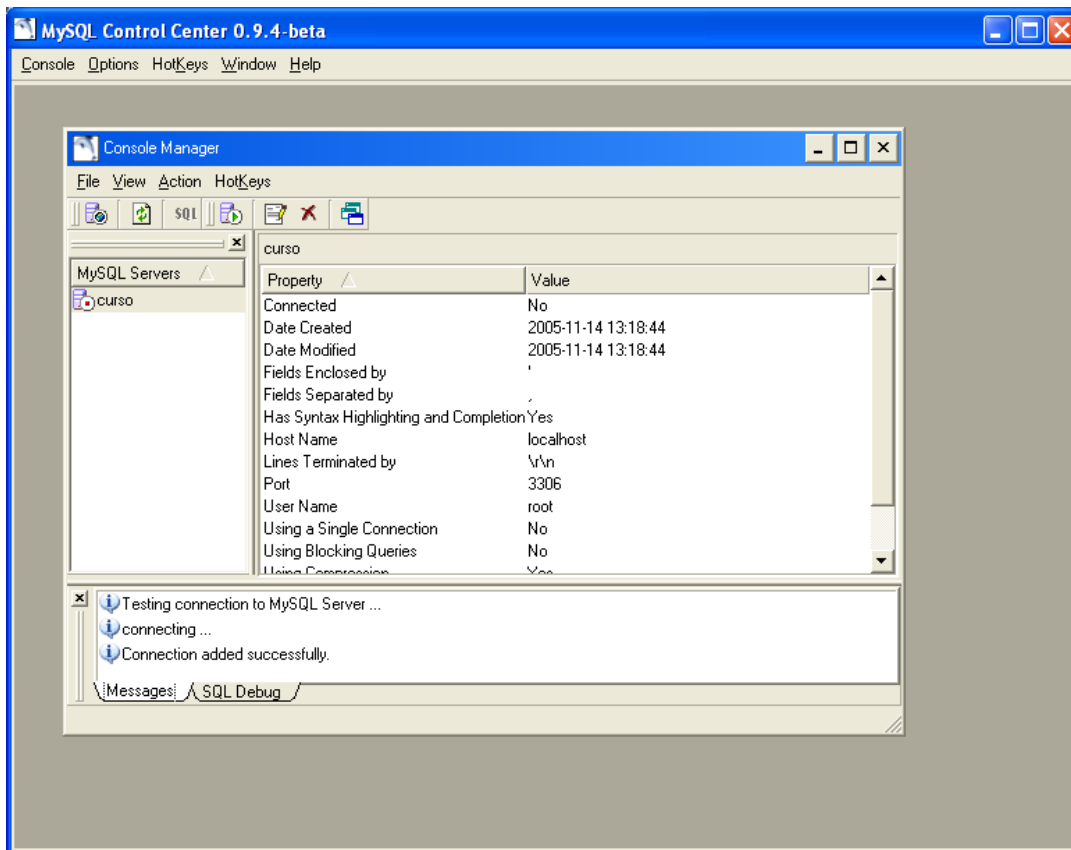 MySQL Control Center 0.9.4-beta
Console Options HotKeys Window Help
Console Manager
File View Action HotKeys
SQL
curso
MySQL Servers
Property Value
curso
Connected No
Date Created 2005-11-14 13:18:44
Date Modified 2005-11-14 13:18:44
Fields Enclosed by '
Fields Separated by ,
Has Syntax Highlighting and Completion Yes
Host Name localhost
Lines Terminated by \r\n
Port 3306
User Name root
Using a Single Connection No
Using Blocking Queries No
Using Compression Yes
Testing connection to MySQL Server ...
connecting ...
Connection added successfully.
Messages SQL Debug